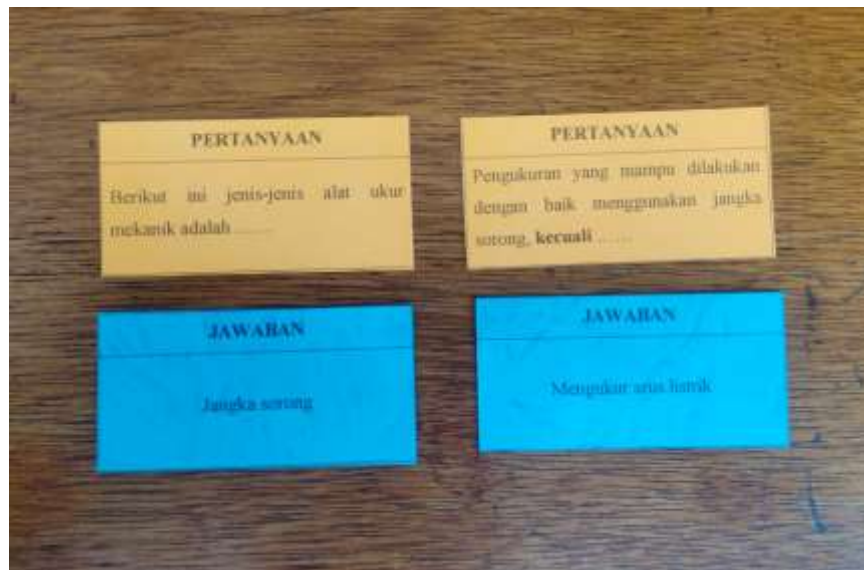 PERTANYAAN
Berikut ini jenis-jenis alat ukur
mekanik adalah ......
PERTANYAAN
Pengukuran yang mampu dilakukan
dengan baik menggunakan jangka
sorong, kecuali ......
JAWABAN
Jangka sorong
JAWABAN
Mengukur arus listrik